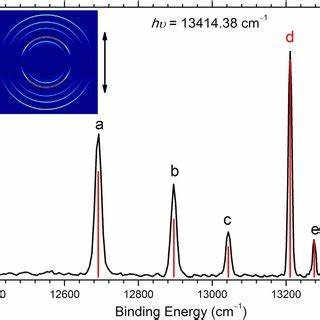 hυ = 13414.38 cm⁻¹
d
a
b
c
e
12600 12800 13000 13200
Binding Energy (cm⁻¹)